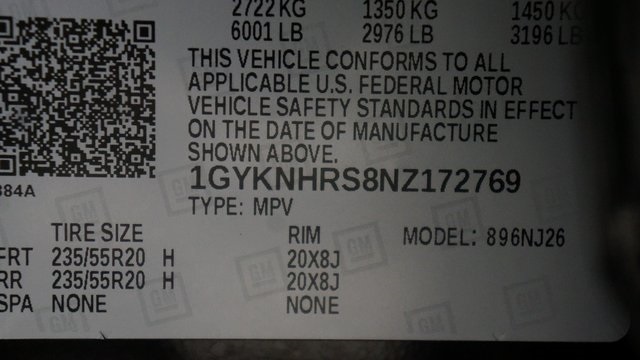 2722 KG 1350 KG 1450 KG
6001 LB 2976 LB 3196 LB
THIS VEHICLE CONFORMS TO ALL
APPLICABLE U.S. FEDERAL MOTOR
VEHICLE SAFETY STANDARDS IN EFFECT
ON THE DATE OF MANUFACTURE
SHOWN ABOVE.
384A
1GYKNHRS8NZ172769
TYPE: MPV
TIRE SIZE RIM MODEL: 896NJ26
FRT 235/55R20 H 20X8J
RR 235/55R20 H 20X8J
SPA NONE NONE